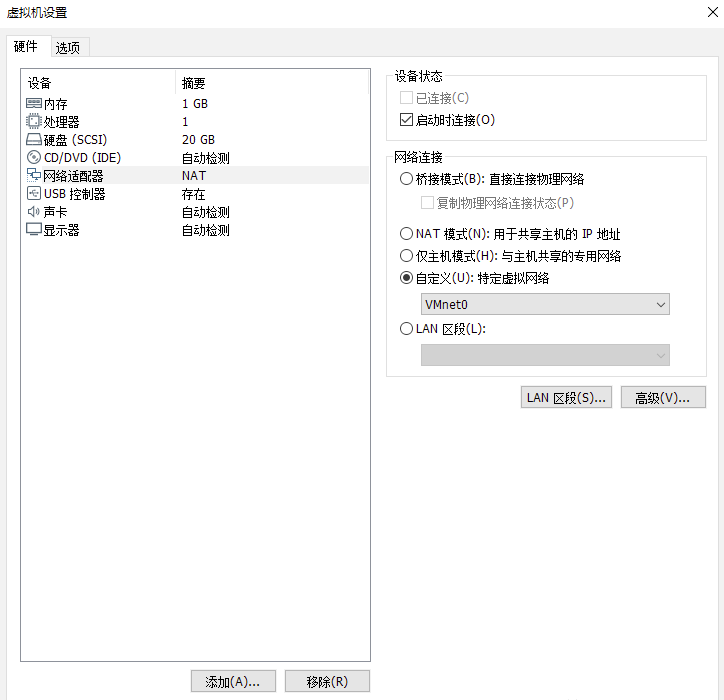 虚拟机设置
硬件 选项
设备 摘要
内存 1 GB
处理器 1
硬盘 (SCSI) 20 GB
CD/DVD (IDE) 自动检测
网络适配器 NAT
USB 控制器 存在
声卡 自动检测
显示器 自动检测
添加(A)... 移除(R)
设备状态
已连接(C)
启动时连接(O)
网络连接
桥接模式(B): 直接连接物理网络
复制物理网络连接状态(P)
NAT 模式(N): 用于共享主机的 IP 地址
仅主机模式(H): 与主机共享的专用网络
自定义(U): 特定虚拟网络
VMnet0
LAN 区段(L):
LAN 区段(S)... 高级(V)...